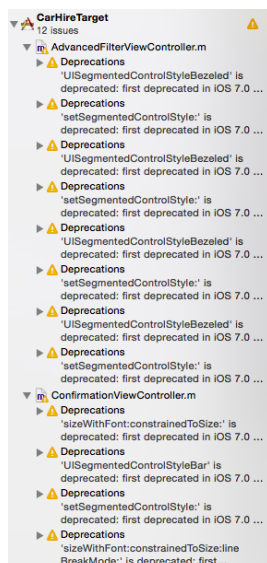 CarHireTarget
12 issues
AdvancedFilterViewController.m
Deprecations
'UISegmentedControlStyleBezeled' is
deprecated: first deprecated in iOS 7.0 ...
Deprecations
'setSegmentedControlStyle:' is
deprecated: first deprecated in iOS 7.0 ...
Deprecations
'UISegmentedControlStyleBezeled' is
deprecated: first deprecated in iOS 7.0 ...
Deprecations
'setSegmentedControlStyle:' is
deprecated: first deprecated in iOS 7.0 ...
Deprecations
'UISegmentedControlStyleBezeled' is
deprecated: first deprecated in iOS 7.0 ...
Deprecations
'setSegmentedControlStyle:' is
deprecated: first deprecated in iOS 7.0 ...
Deprecations
'UISegmentedControlStyleBezeled' is
deprecated: first deprecated in iOS 7.0 ...
Deprecations
'setSegmentedControlStyle:' is
deprecated: first deprecated in iOS 7.0 ...
ConfirmationViewController.m
Deprecations
'sizeWithFont:constrainedToSize:' is
deprecated: first deprecated in iOS 7.0 ...
Deprecations
'UISegmentedControlStyleBar' is
deprecated: first deprecated in iOS 7.0 ...
Deprecations
'setSegmentedControlStyle:' is
deprecated: first deprecated in iOS 7.0 ...
Deprecations
'sizeWithFont:constrainedToSize:line
BreakMode:' is deprecated: first...